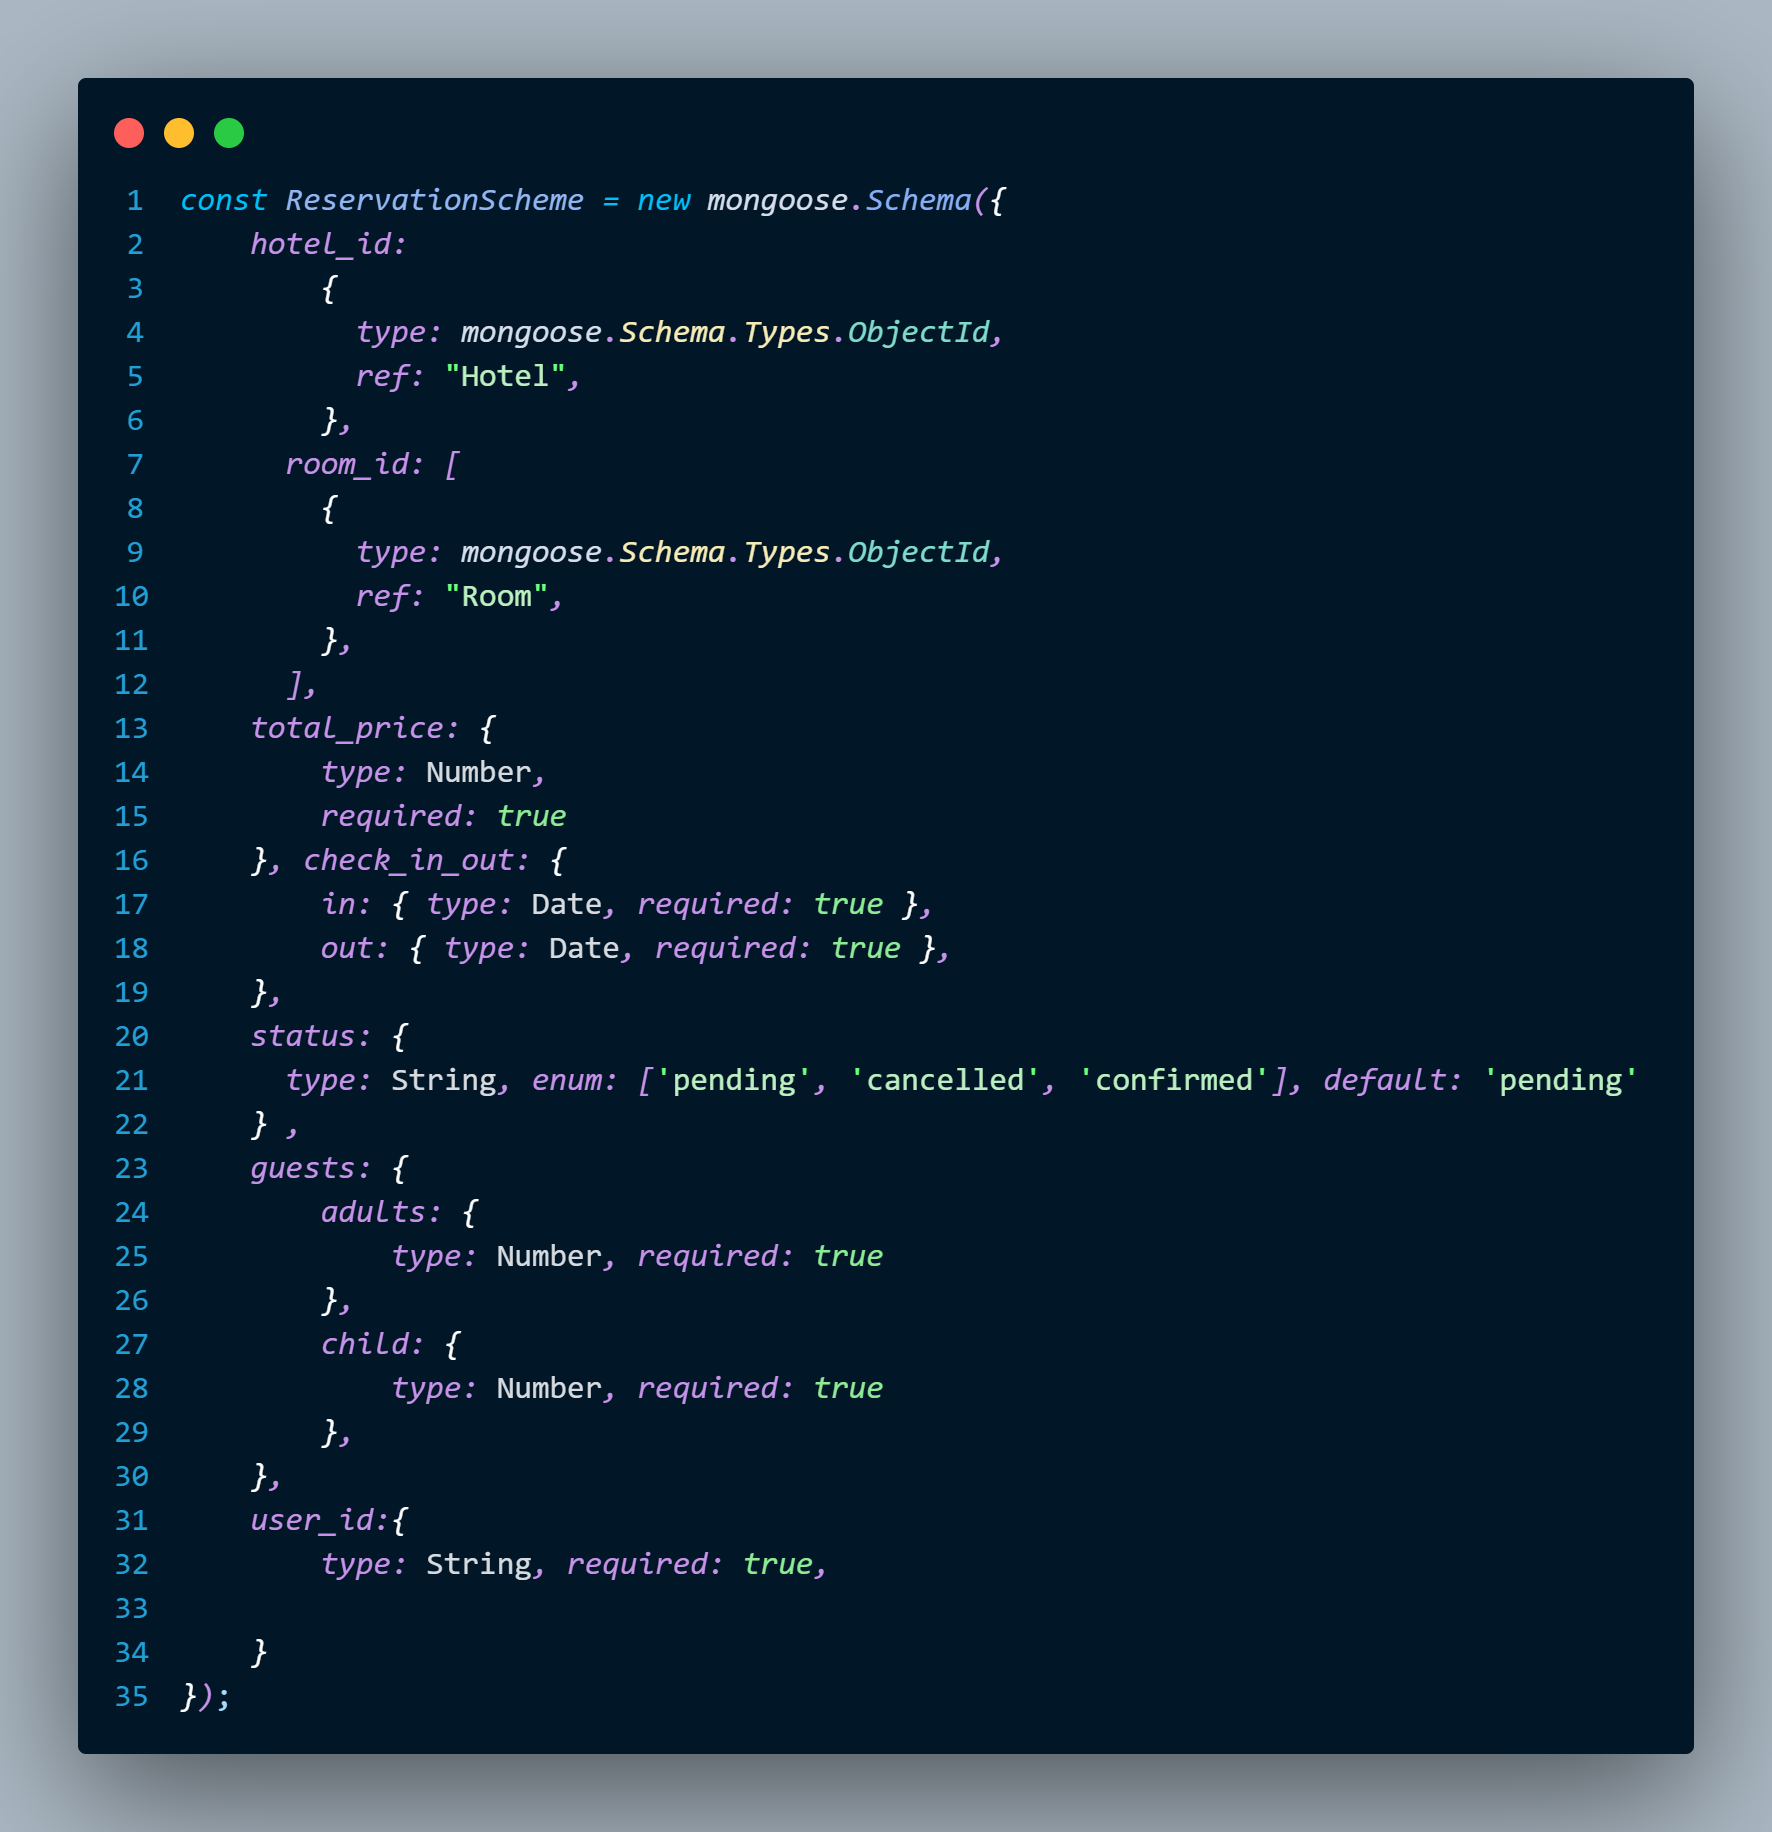 1 const ReservationScheme = new mongoose.Schema({
2     hotel_id:
3         {
4           type: mongoose.Schema.Types.ObjectId,
5           ref: "Hotel",
6         },
7       room_id: [
8         {
9           type: mongoose.Schema.Types.ObjectId,
10           ref: "Room",
11         },
12       ],
13     total_price: {
14         type: Number,
15         required: true
16     }, check_in_out: {
17         in: { type: Date, required: true },
18         out: { type: Date, required: true },
19     },
20     status: {
21       type: String, enum: ['pending', 'cancelled', 'confirmed'], default: 'pending'
22     } ,
23     guests: {
24         adults: {
25             type: Number, required: true
26         },
27         child: {
28             type: Number, required: true
29         },
30     },
31     user_id:{
32         type: String, required: true,
33
34     }
35 });